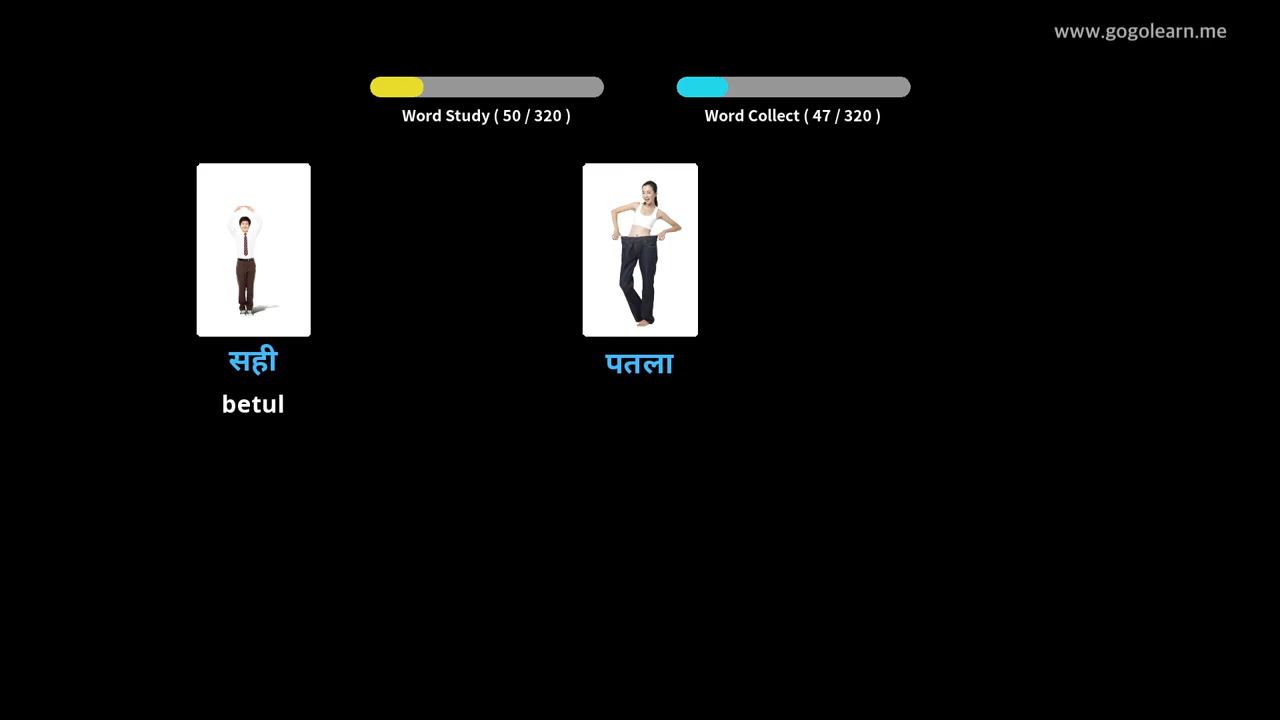 www.gogolearn.me
Word Study ( 50 / 320 )
Word Collect ( 47 / 320 )
सही
पतला
betul